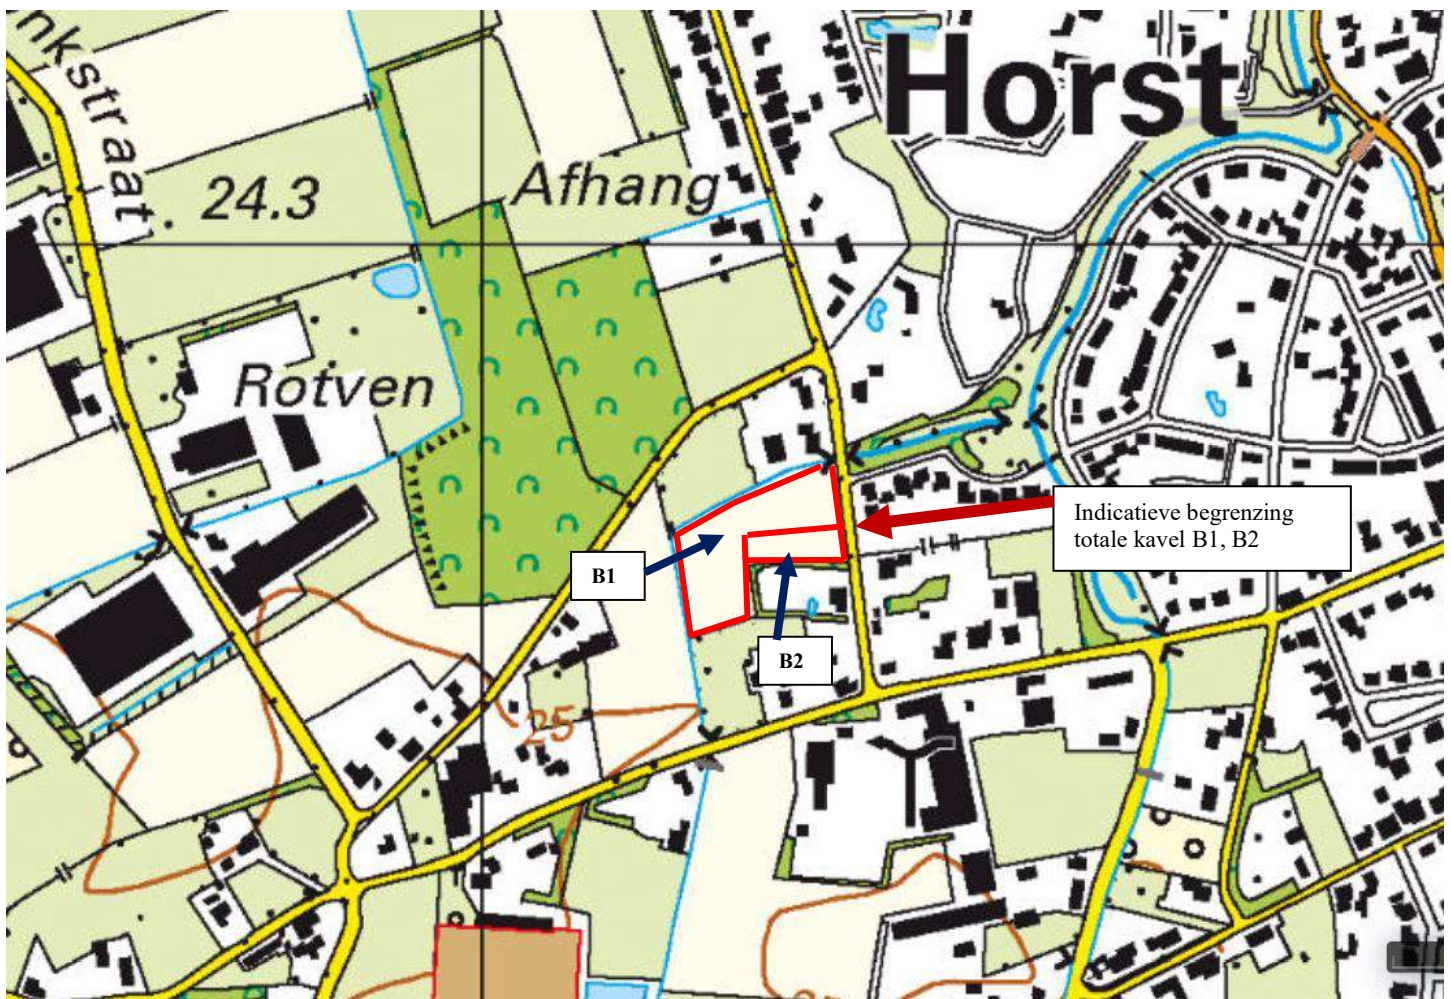 nkstraat
Horst
24.3
Afhang
Rotven
Indicatieve begrenzing
totale kavel B1, B2
B1
B2
25